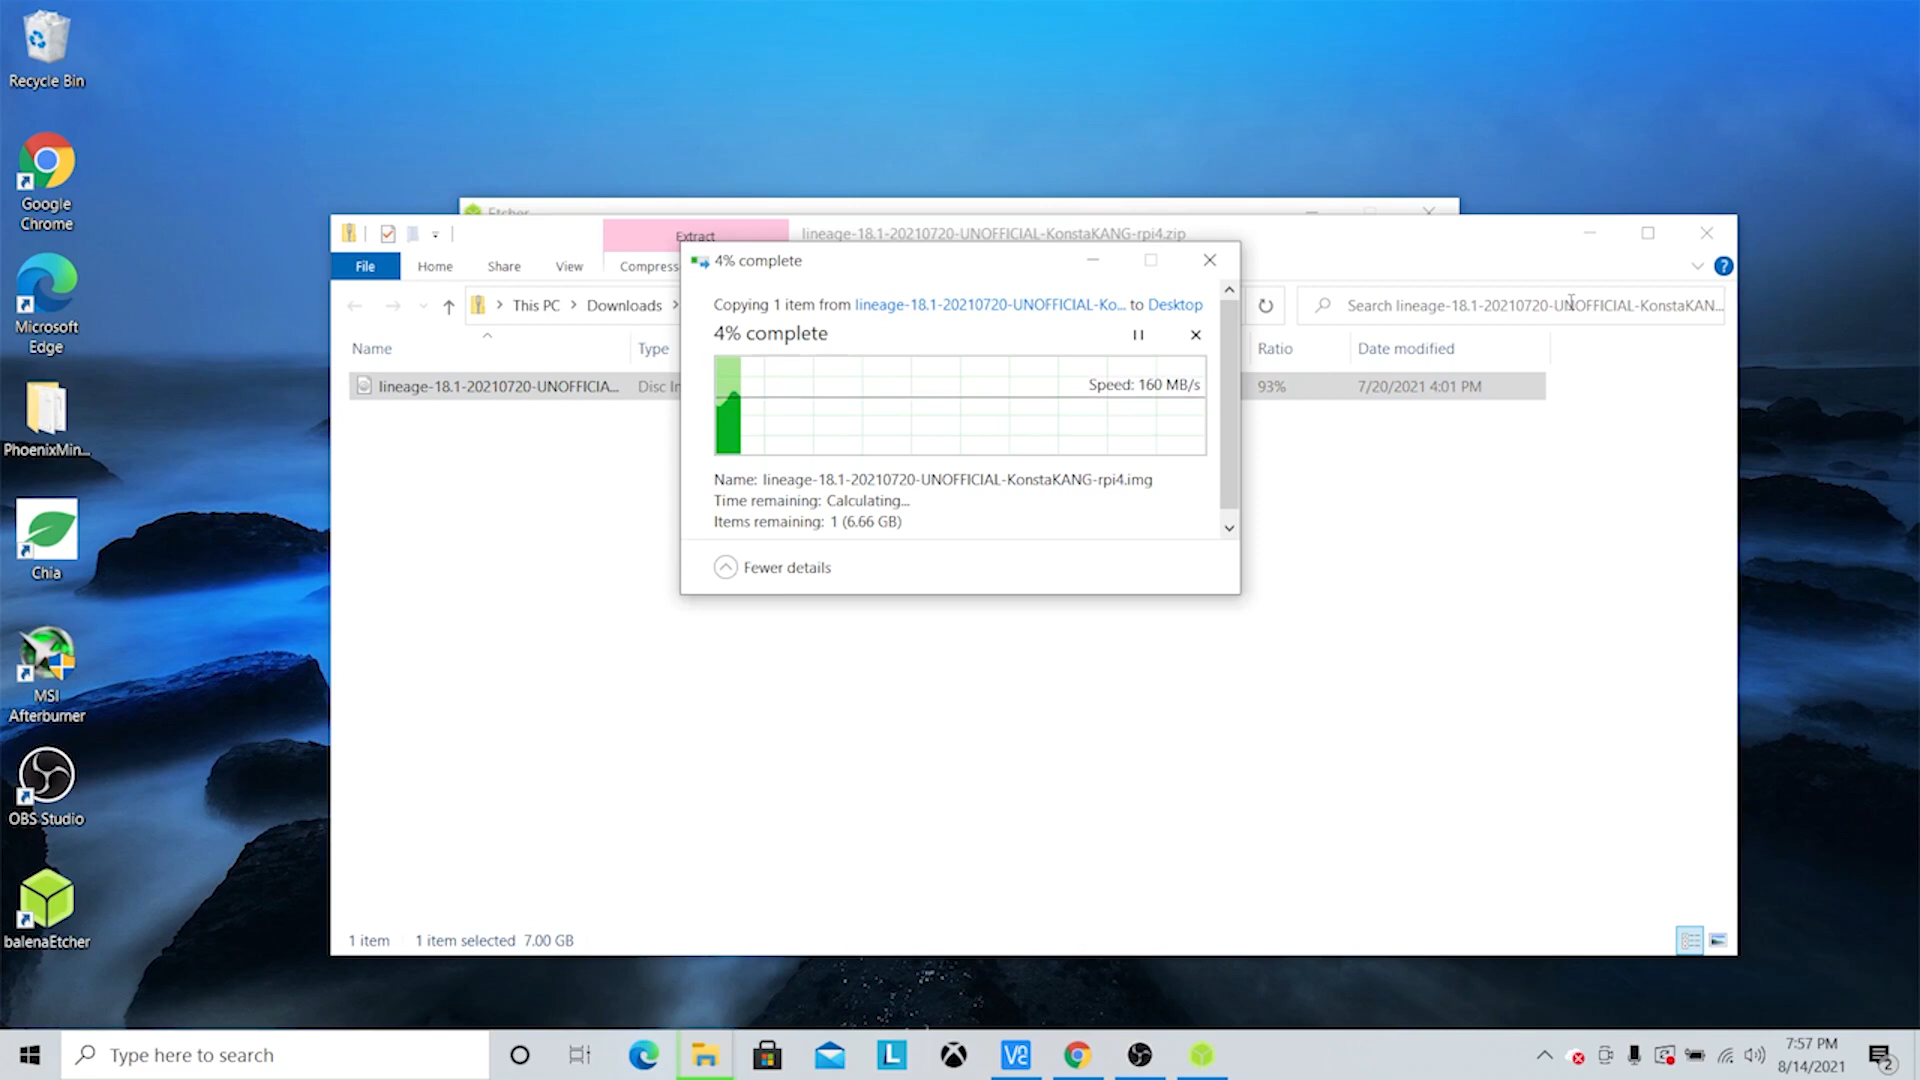 Recycle Bin
Google
Chrome
Microsoft
Edge
PhoenixMin...
Chia
MSI
Afterburner
OBS Studio
balenaEtcher
Etcher
Extract
lineage-18.1-20210720-UNOFFICIAL-KonstaKANG-rpi4.zip
File
Home
Share
View
Compress
This PC
Downloads
Search lineage-18.1-20210720-UNOFFICIAL-KonstaKAN...
Name
Type
Ratio
Date modified
lineage-18.1-20210720-UNOFFICIA...
Disc In
93%
7/20/2021 4:01 PM
4% complete
Copying 1 item from lineage-18.1-20210720-UNOFFICIAL-Ko... to Desktop
4% complete
Speed: 160 MB/s
Name: lineage-18.1-20210720-UNOFFICIAL-KonstaKANG-rpi4.img
Time remaining: Calculating...
Items remaining: 1 (6.66 GB)
Fewer details
1 item
1 item selected 7.00 GB
Type here to search
L
V2
7:57 PM
8/14/2021
2